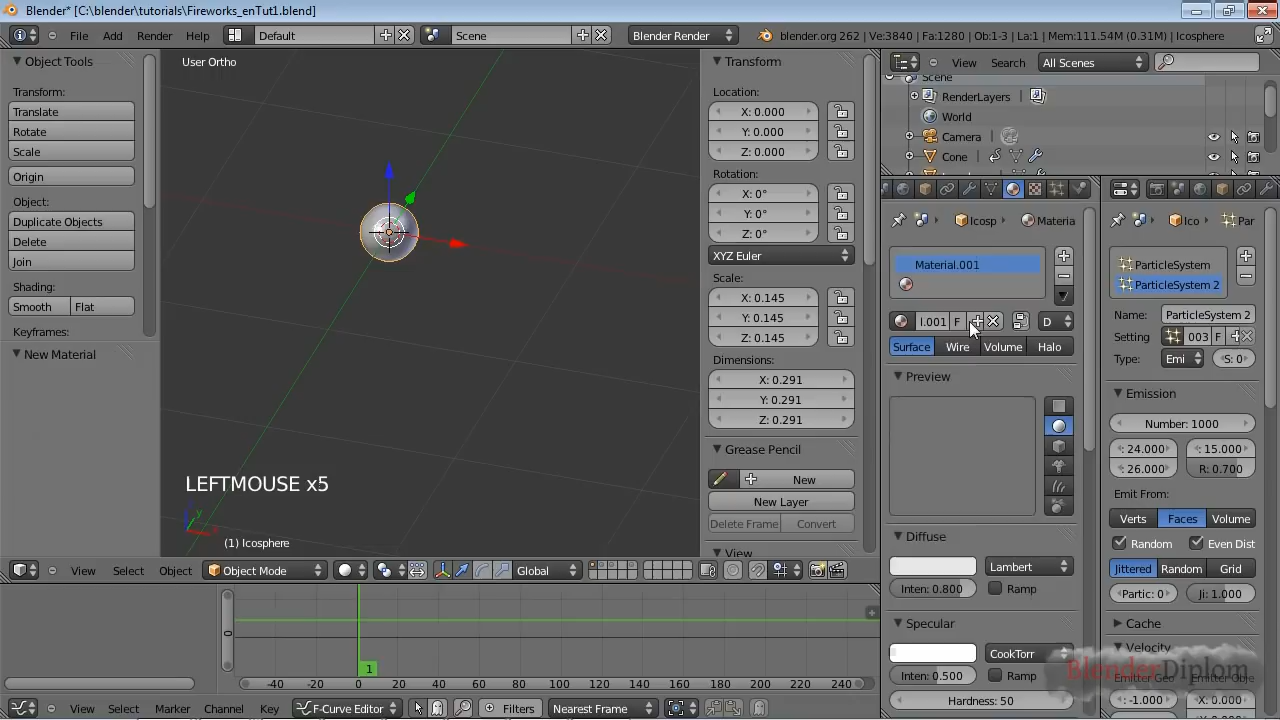 Blender* [C:\blender\tutorials\Fireworks_enTut1.blend]
File Add Render Help Default Scene Blender Render blender.org 262 | Ve:3840 | Fa:1280 | Ob:1-3 | La:1 | Mem:111.54M (0.31M) | Icosphere
Object Tools
Transform:
Translate
Rotate
Scale
Origin
Object:
Duplicate Objects
Delete
Join
Shading:
Smooth Flat
Keyframes:
New Material
User Ortho
LEFTMOUSE x5
(1) Icosphere
Transform
Location:
X: 0.000
Y: 0.000
Z: 0.000
Rotation:
X: 0°
Y: 0°
Z: 0°
XYZ Euler
Scale:
X: 0.145
Y: 0.145
Z: 0.145
Dimensions:
X: 0.291
Y: 0.291
Z: 0.291
Grease Pencil
New
New Layer
Delete Frame Convert
View
View Select Object Object Mode Global
0
1
-40 -20 0 20 40 60 80 100 120 140 160 180 200 220 240
View Select Marker Channel Key F-Curve Editor Filters Nearest Frame
View Search All Scenes
Scene
RenderLayers
World
Camera
Cone
Icosp Materia
Material.001
l.001 F D
Surface Wire Volume Halo
Preview
Diffuse
Lambert
Inten: 0.800 Ramp
Specular
CookTorr
Inten: 0.500 Ramp
Hardness: 50
Ico Par
ParticleSystem
ParticleSystem 2
Name: ParticleSystem 2
Setting 003 F
Type: Emi S: 0
Emission
Number: 1000
: 24.000 : 15.000
: 26.000 R: 0.700
Emit From:
Verts Faces Volume
Random Even Dist
Jittered Random Grid
Partic: 0 Ji: 1.000
Cache
Velocity
Emitter Geo Emitter Obje
: -1.000 X: 0.000
BlenderDiplom